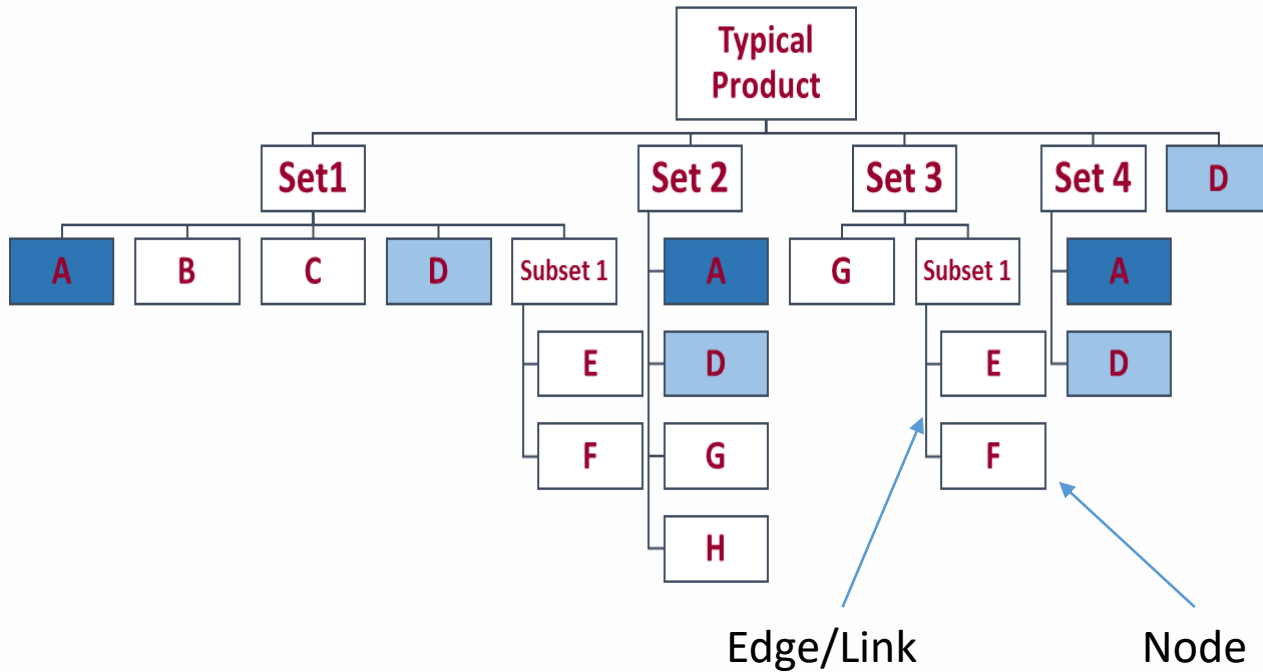 Typical
Product
Set1
Set 2
Set 3
Set 4
D
A
B
C
D
Subset 1
A
G
Subset 1
A
E
D
E
D
F
G
F
H
Edge/Link
Node